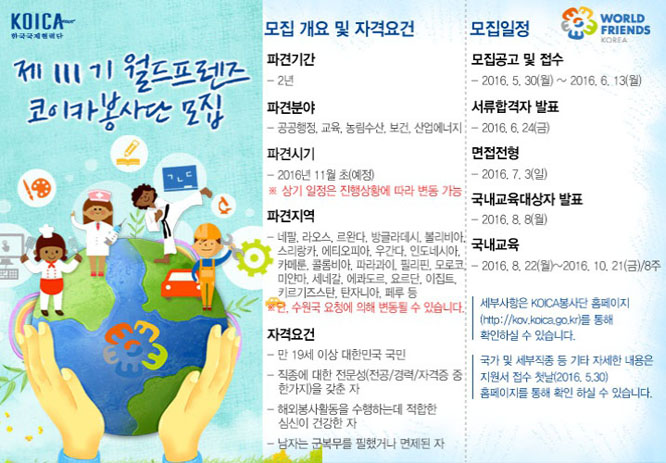 KOICA
한국국제협력단
제 111기 월드프렌즈
코이카봉사단 모집
ㄱㄴㄷ
모집 개요 및 자격요건
파견기간
- 2년
파견분야
- 공공행정, 교육, 농림수산, 보건, 산업에너지
파견시기
- 2016년 11월 초(예정)
※ 상기 일정은 진행상황에 따라 변동 가능
파견지역
- 네팔, 라오스, 르완다, 방글라데시, 볼리비아,
스리랑카, 에티오피아, 우간다, 인도네시아,
카메룬, 콜롬비아, 파라과이, 필리핀, 모로코,
미얀마, 세네갈, 에콰도르, 요르단, 이집트,
키르기즈스탄, 탄자니아, 페루 등
※단, 수원국 요청에 의해 변동될 수 있습니다.
자격요건
- 만 19세 이상 대한민국 국민
- 직종에 대한 전문성(전공/경력/자격증 중
한가지)을 갖춘 자
- 해외봉사활동을 수행하는데 적합한
심신이 건강한 자
- 남자는 군복무를 필했거나 면제된 자
모집일정
WORLD
FRIENDS
KOREA
모집공고 및 접수
- 2016. 5. 30(월) ~ 2016. 6. 13(월)
서류합격자 발표
- 2016. 6. 24(금)
면접전형
- 2016. 7. 3(일)
국내교육대상자 발표
- 2016. 8. 8(월)
국내교육
- 2016. 8. 22(월)~2016. 10. 21(금)/8주
세부사항은 KOICA봉사단 홈페이지
(http://kov.koica.go.kr)를 통해
확인하실 수 있습니다.
국가 및 세부직종 등 기타 자세한 내용은
지원서 접수 첫날(2016. 5.30)
홈페이지를 통해 확인 하실 수 있습니다.